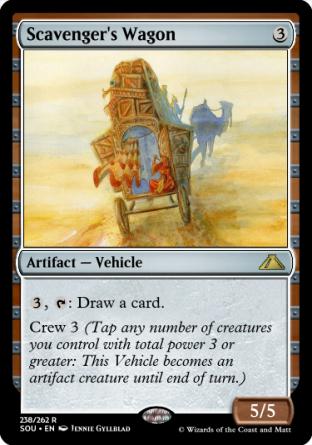 Scavenger's Wagon 3
Artifact — Vehicle
3, T: Draw a card.
Crew 3 (Tap any number of creatures
you control with total power 3 or
greater: This Vehicle becomes an
artifact creature until end of turn.)
5/5
238/262 R
SOU • EN Jennie Gyllblad
© Wizards of the Coast and Matt